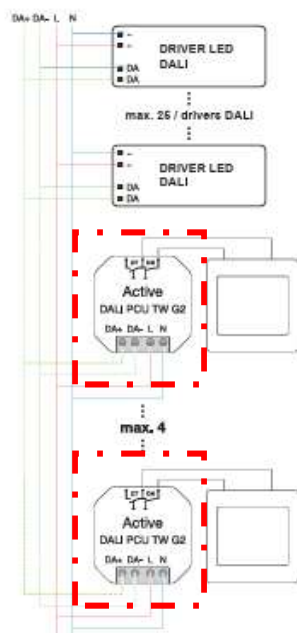 DA+ DA- L N
DRIVER LED
DALI
~
~
DA
DA
max. 25 / drivers DALI
DRIVER LED
DALI
~
~
DA
DA
Active
DALI PCU TW G2
DA+ DA- L N
max. 4
Active
DALI PCU TW G2
DA+ DA- L N